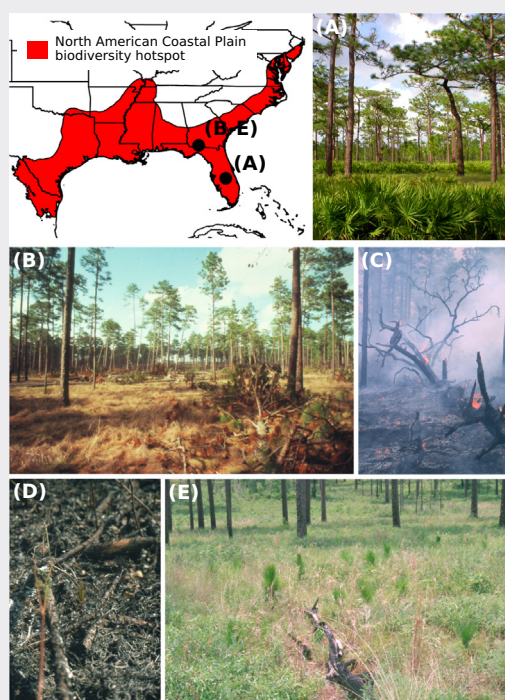 North American Coastal Plain
biodiversity hotspot
(B-E)
(A)
(A)
(B)
(C)
(D)
(E)